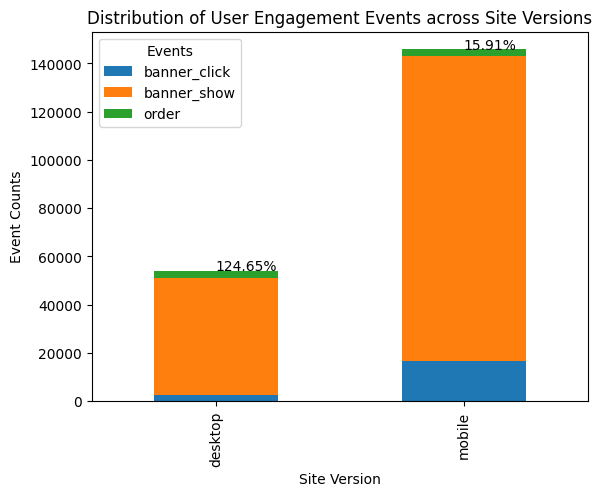 Distribution of User Engagement Events across Site Versions
Events
banner_click
banner_show
order
15.91%
124.65%
Event Counts
140000
120000
100000
80000
60000
40000
20000
0
desktop
mobile
Site Version